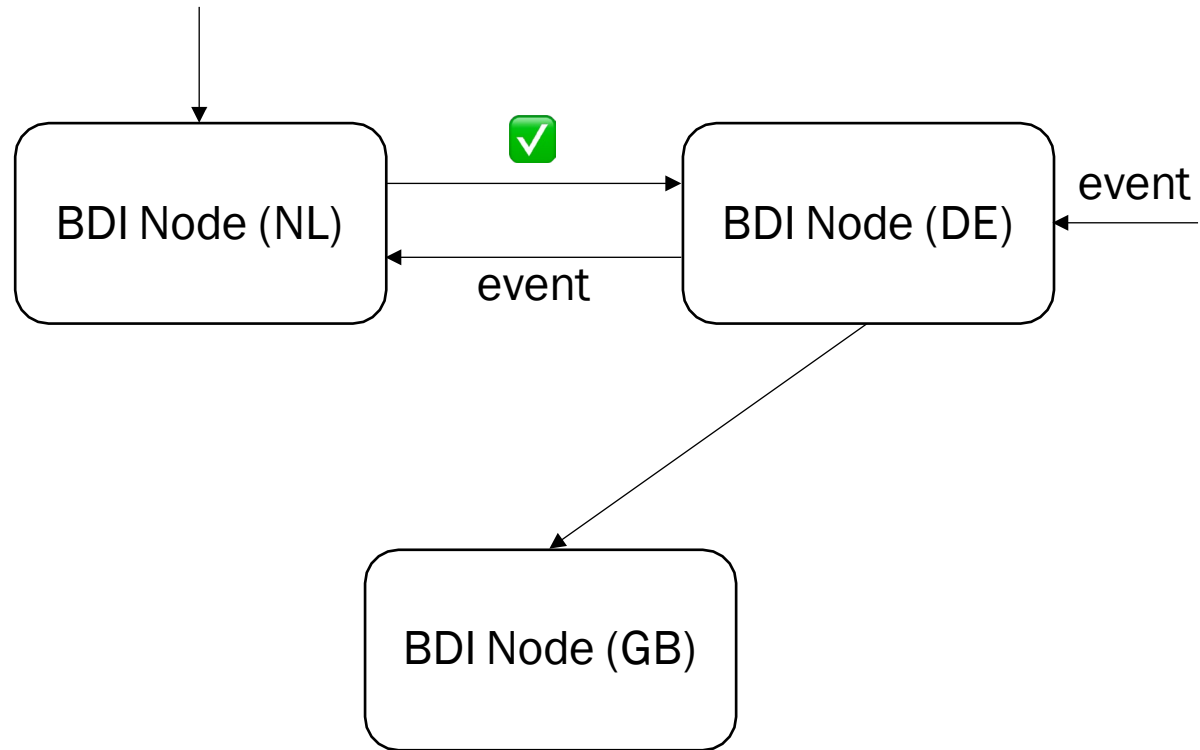 BDI Node (NL)
✅
BDI Node (DE)
event
event
BDI Node (GB)